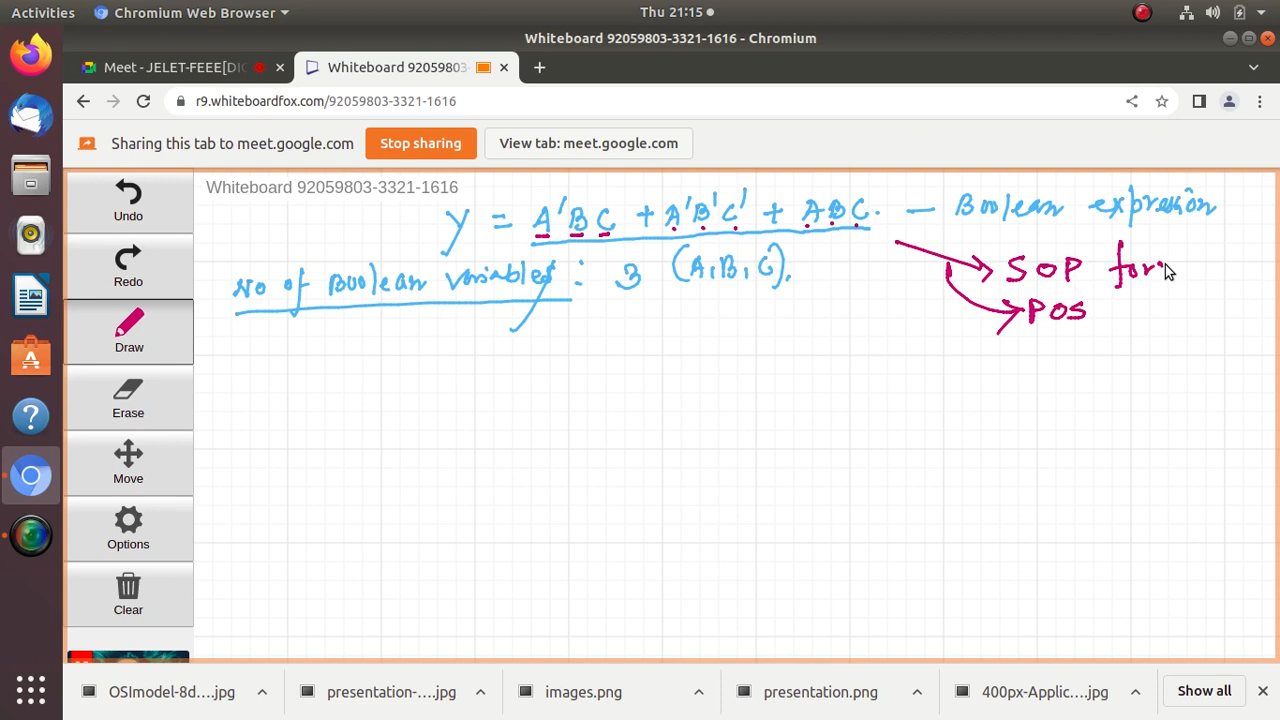 Activities Chromium Web Browser Thu 21:15
Whiteboard 92059803-3321-1616 - Chromium
Meet - JELET-FEEE[DIC Whiteboard 92059803-
r9.whiteboardfox.com/92059803-3321-1616
Sharing this tab to meet.google.com Stop sharing View tab: meet.google.com
Whiteboard 92059803-3321-1616
y = A'BC + A'B'C' + ABC. – Boolean expression
No of Boolean variables : 3 (A,B,C).
SOP for
POS
Undo
Redo
Draw
Erase
Move
Options
Clear
OSImodel-8d....jpg presentation-....jpg images.png presentation.png 400px-Applic....jpg Show all